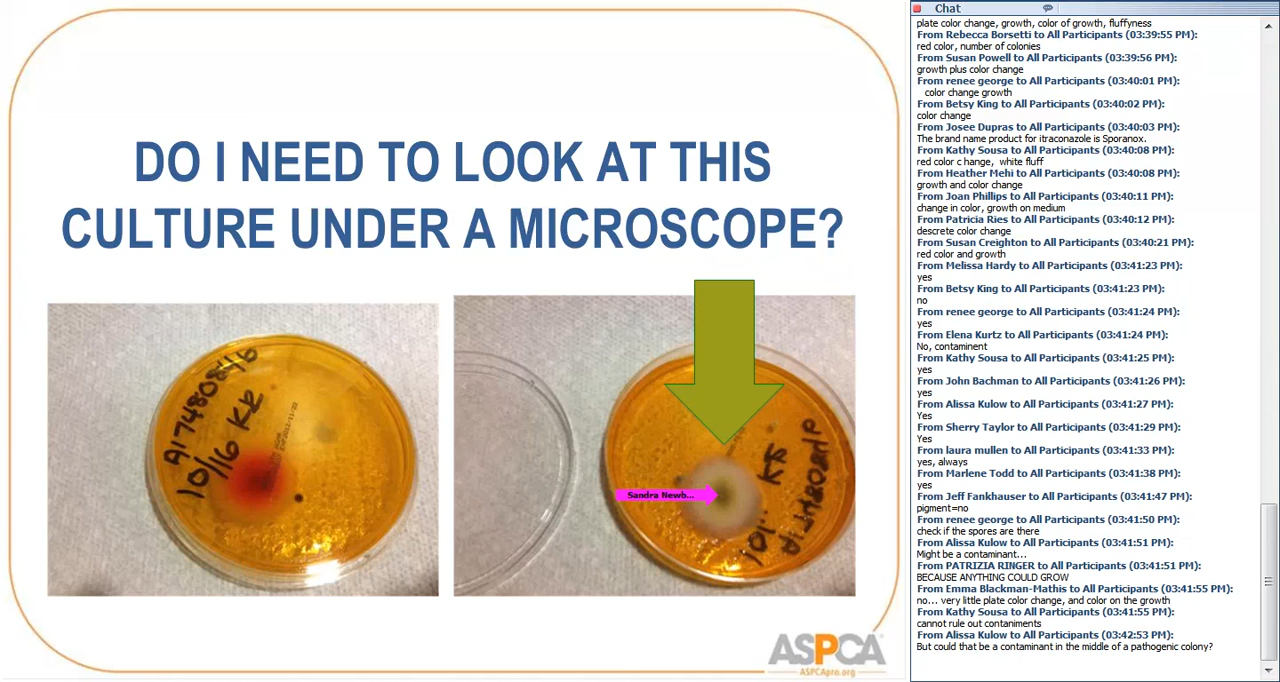 DO I NEED TO LOOK AT THIS
CULTURE UNDER A MICROSCOPE?
A17480816
10/16 KR
Sandra Newb...
KR
ASPCA
ASPCApro.org
Chat
plate color change, growth, color of growth, fluffyness
From Rebecca Borsetti to All Participants (03:39:55 PM):
red color, number of colonies
From Susan Powell to All Participants (03:39:56 PM):
growth plus color change
From renee george to All Participants (03:40:01 PM):
color change growth
From Betsy King to All Participants (03:40:02 PM):
color change
From Josee Dupras to All Participants (03:40:03 PM):
The brand name product for itraconazole is Sporanox.
From Kathy Sousa to All Participants (03:40:08 PM):
red color c hange, white fluff
From Heather Mehi to All Participants (03:40:08 PM):
growth and color change
From Joan Phillips to All Participants (03:40:11 PM):
change in color, growth on medium
From Patricia Ries to All Participants (03:40:12 PM):
descrete color change
From Susan Creighton to All Participants (03:40:21 PM):
red color and growth
From Melissa Hardy to All Participants (03:41:23 PM):
yes
From Betsy King to All Participants (03:41:23 PM):
no
From renee george to All Participants (03:41:24 PM):
yes
From Elena Kurtz to All Participants (03:41:24 PM):
No, contaminent
From Kathy Sousa to All Participants (03:41:25 PM):
yes
From John Bachman to All Participants (03:41:26 PM):
yes
From Alissa Kulow to All Participants (03:41:27 PM):
Yes
From Sherry Taylor to All Participants (03:41:29 PM):
Yes
From laura mullen to All Participants (03:41:33 PM):
yes, always
From Marlene Todd to All Participants (03:41:38 PM):
yes
From Jeff Fankhauser to All Participants (03:41:47 PM):
pigment=no
From renee george to All Participants (03:41:50 PM):
check if the spores are there
From Alissa Kulow to All Participants (03:41:51 PM):
Might be a contaminant...
From PATRIZIA RINGER to All Participants (03:41:51 PM):
BECAUSE ANYTHING COULD GROW
From Emma Blackman-Mathis to All Participants (03:41:55 PM):
no... very little plate color change, and color on the growth
From Kathy Sousa to All Participants (03:41:55 PM):
cannot rule out contaniments
From Alissa Kulow to All Participants (03:42:53 PM):
But could that be a contaminant in the middle of a pathogenic colony?